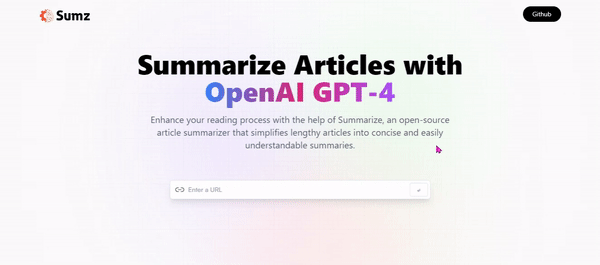 Sumz
Github
Summarize Articles with
OpenAI GPT-4
Enhance your reading process with the help of Summarize, an open-source
article summarizer that simplifies lengthy articles into concise and easily
understandable summaries.
Enter a URL